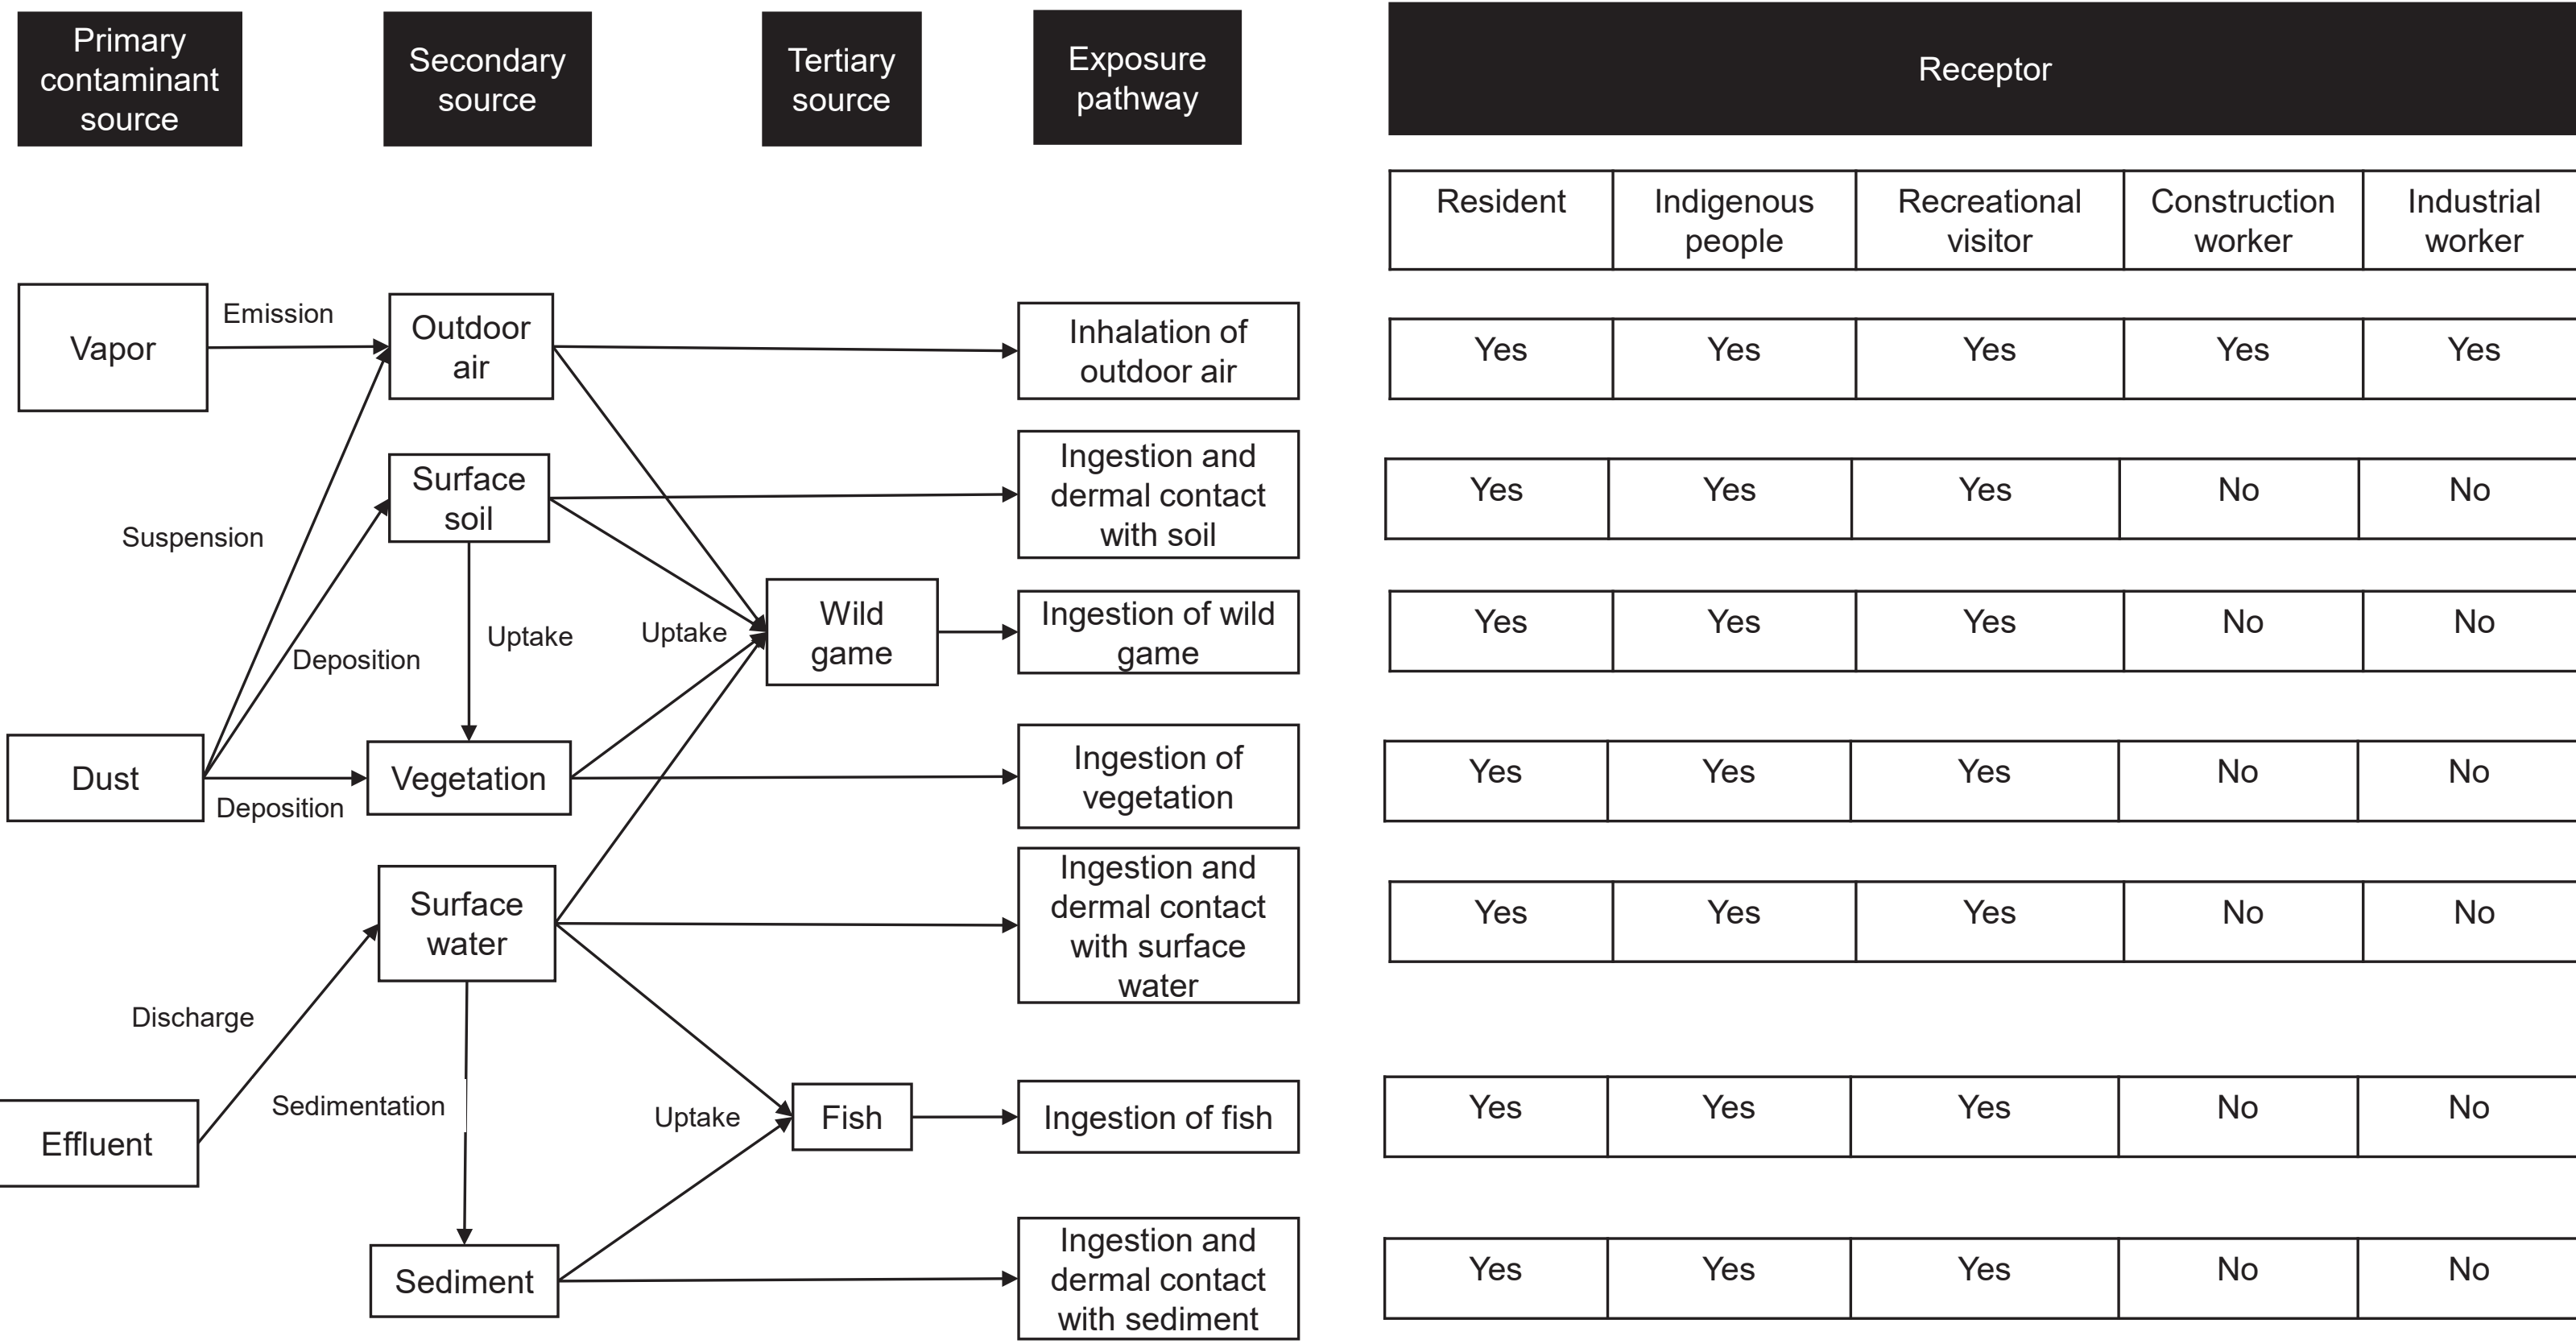 Primary
contaminant
source
Secondary
source
Tertiary
source
Exposure
pathway
Receptor
Resident
Indigenous
people
Recreational
visitor
Construction
worker
Industrial
worker
Vapor
Emission
Outdoor
air
Inhalation of
outdoor air
Yes Yes Yes Yes Yes
Suspension
Surface
soil
Ingestion and
dermal contact
with soil
Yes Yes Yes No No
Deposition
Uptake
Uptake
Wild
game
Ingestion of wild
game
Yes Yes Yes No No
Dust
Deposition
Vegetation
Ingestion of
vegetation
Yes Yes Yes No No
Surface
water
Ingestion and
dermal contact
with surface
water
Yes Yes Yes No No
Discharge
Effluent
Sedimentation
Uptake
Fish
Ingestion of fish
Yes Yes Yes No No
Sediment
Ingestion and
dermal contact
with sediment
Yes Yes Yes No No